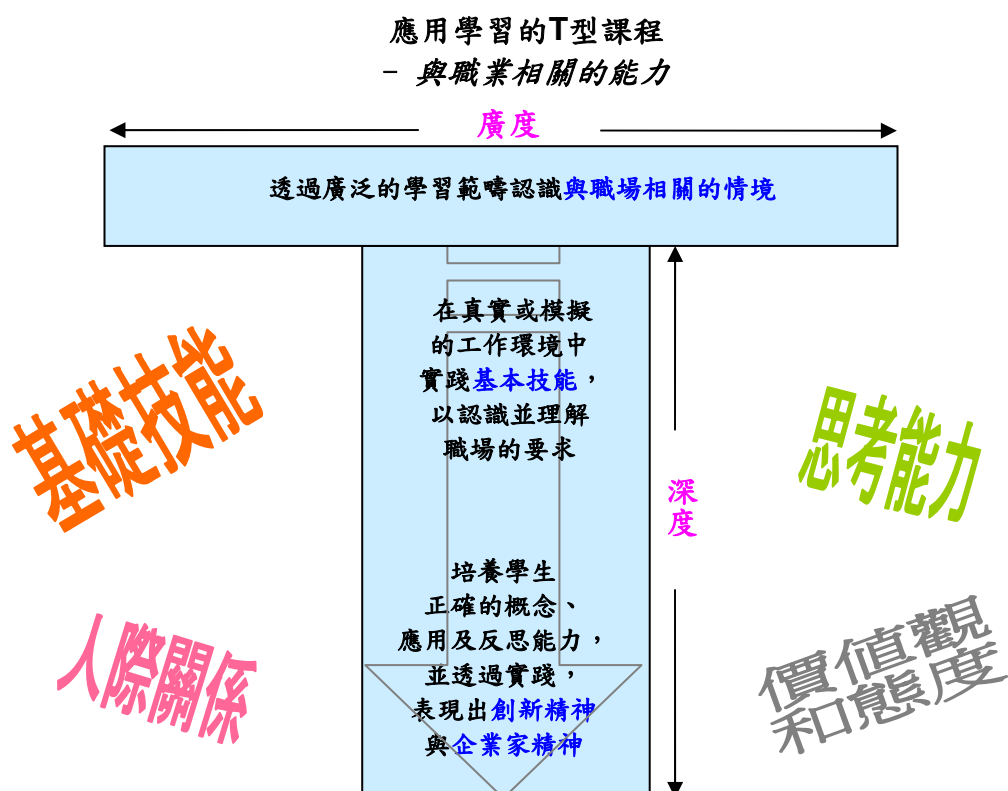 應用學習的T型課程
- 與職業相關的能力
廣度
透過廣泛的學習範疇認識與職場相關的情境
在真實或模擬
的工作環境中
實踐基本技能，
以認識並理解
職場的要求
基礎技能
思考能力
深度
培養學生
正確的概念、
應用及反思能力，
並透過實踐，
表現出創新精神
與企業家精神
人際關係
價值觀
和態度